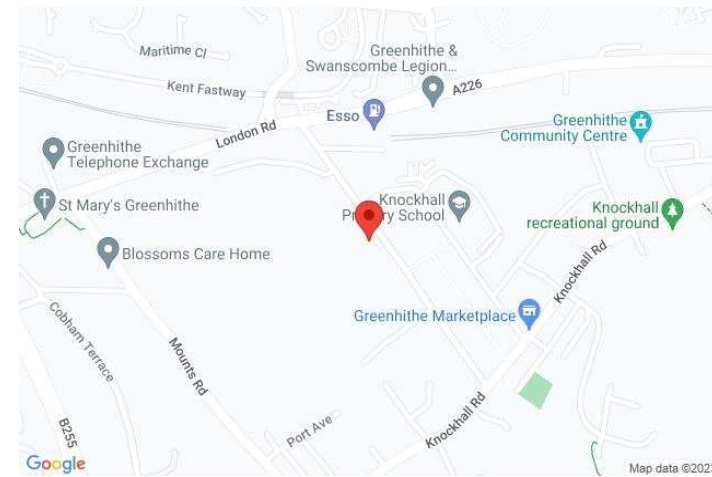 Maritime Cl
Greenhithe &
Swanscombe Legion...
Kent Fastway
A226
Esso
London Rd
Greenhithe
Community Centre
Greenhithe
Telephone Exchange
St Mary's Greenhithe
Knockhall
Primary School
Knockhall
recreational ground
Blossoms Care Home
Knockhall Rd
Greenhithe Marketplace
Cobham Terrace
Mounts Rd
Knockhall Rd
Port Ave
B255
Google
Map data ©2023